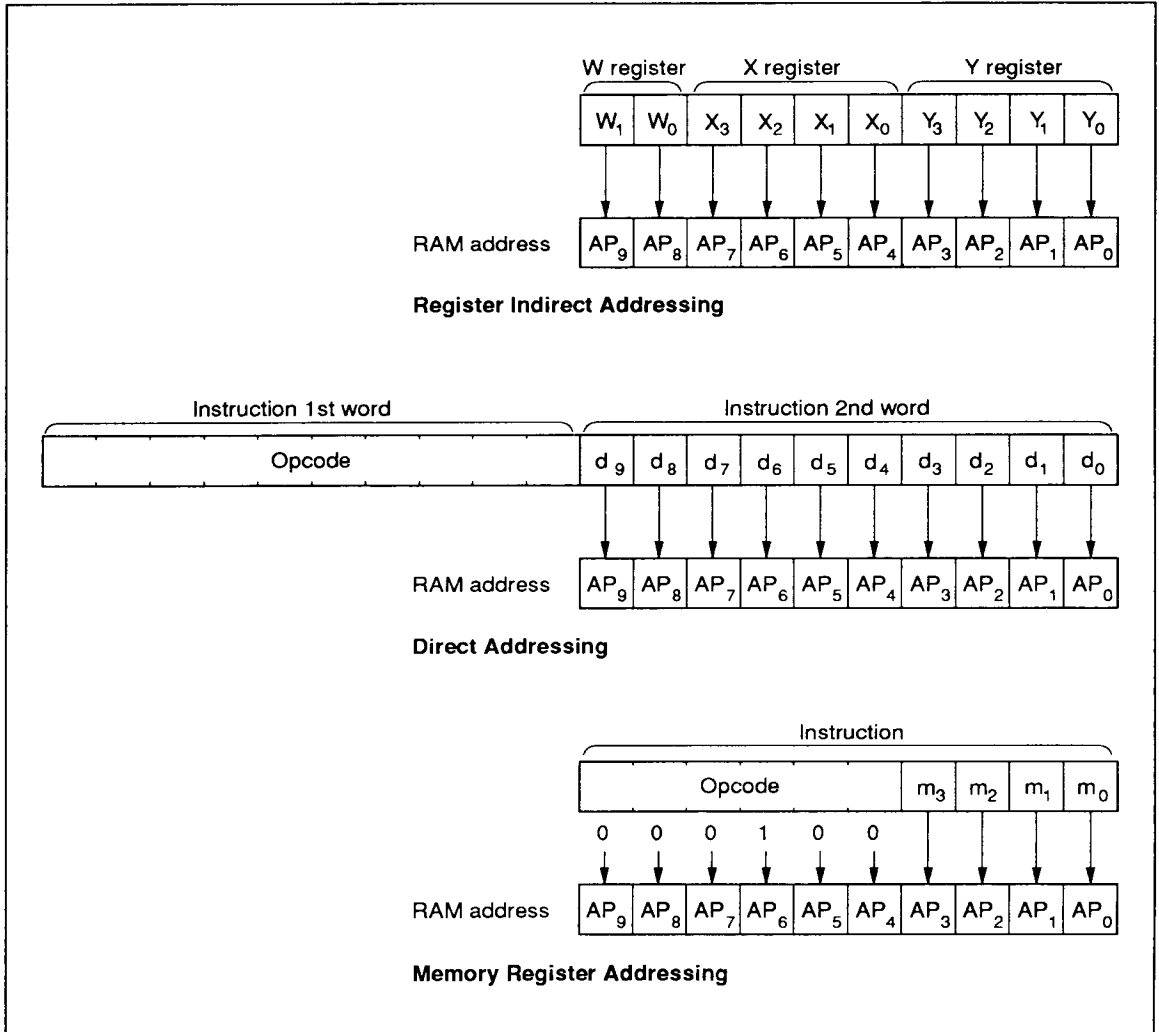 W register X register Y register
W1 W0 X3 X2 X1 X0 Y3 Y2 Y1 Y0
RAM address AP9 AP8 AP7 AP6 AP5 AP4 AP3 AP2 AP1 AP0
Register Indirect Addressing
Instruction 1st word Instruction 2nd word
Opcode d9 d8 d7 d6 d5 d4 d3 d2 d1 d0
RAM address AP9 AP8 AP7 AP6 AP5 AP4 AP3 AP2 AP1 AP0
Direct Addressing
Instruction
Opcode m3 m2 m1 m0
0 0 0 1 0 0
RAM address AP9 AP8 AP7 AP6 AP5 AP4 AP3 AP2 AP1 AP0
Memory Register Addressing